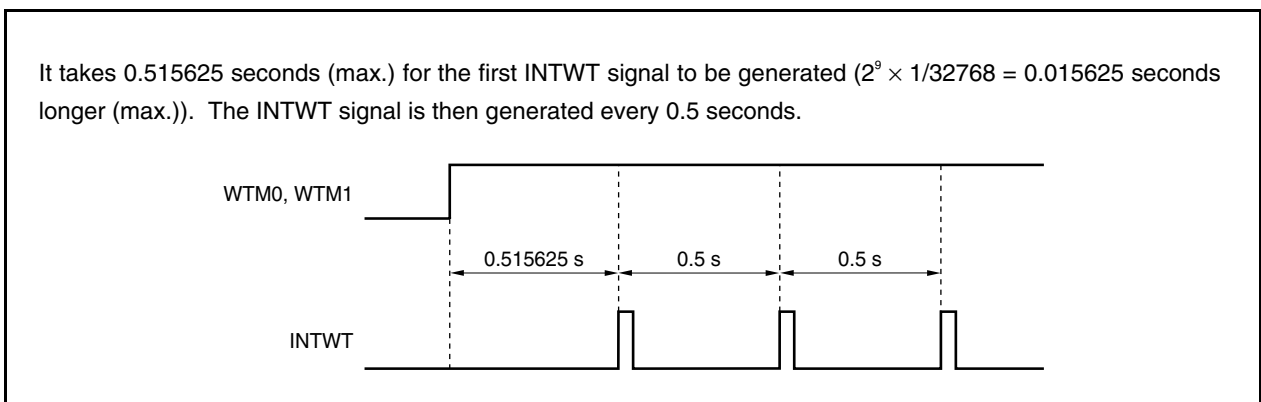 It takes 0.515625 seconds (max.) for the first INTWT signal to be generated (2⁹ × 1/32768 = 0.015625 seconds
longer (max.)).  The INTWT signal is then generated every 0.5 seconds.
WTM0, WTM1
0.515625 s
0.5 s
0.5 s
INTWT